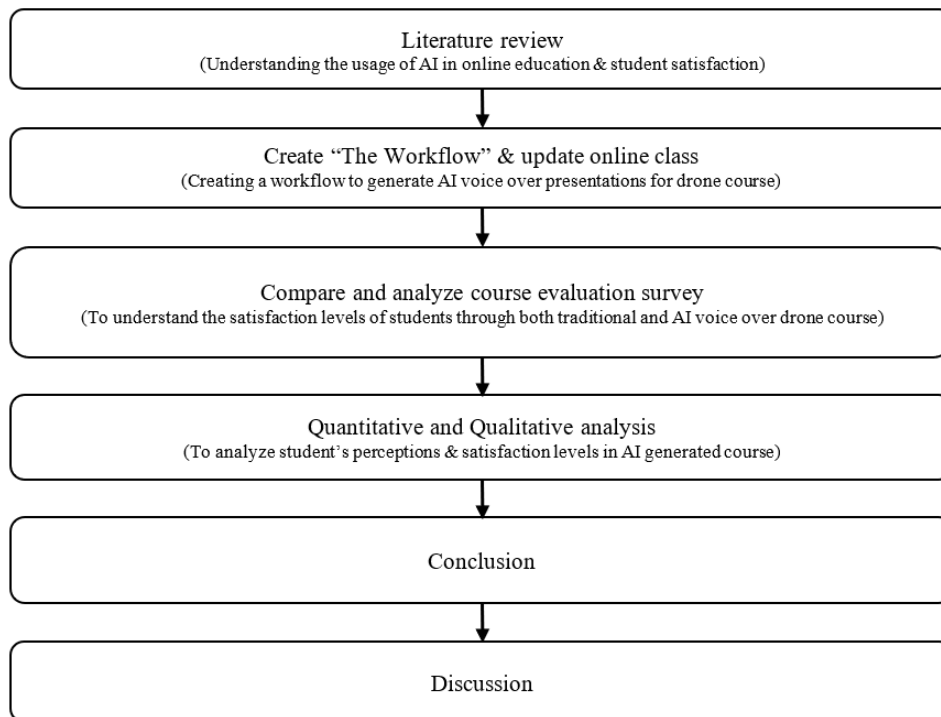 Literature review
(Understanding the usage of AI in online education & student satisfaction)
Create “The Workflow” & update online class
(Creating a workflow to generate AI voice over presentations for drone course)
Compare and analyze course evaluation survey
(To understand the satisfaction levels of students through both traditional and AI voice over drone course)
Quantitative and Qualitative analysis
(To analyze student’s perceptions & satisfaction levels in AI generated course)
Conclusion
Discussion